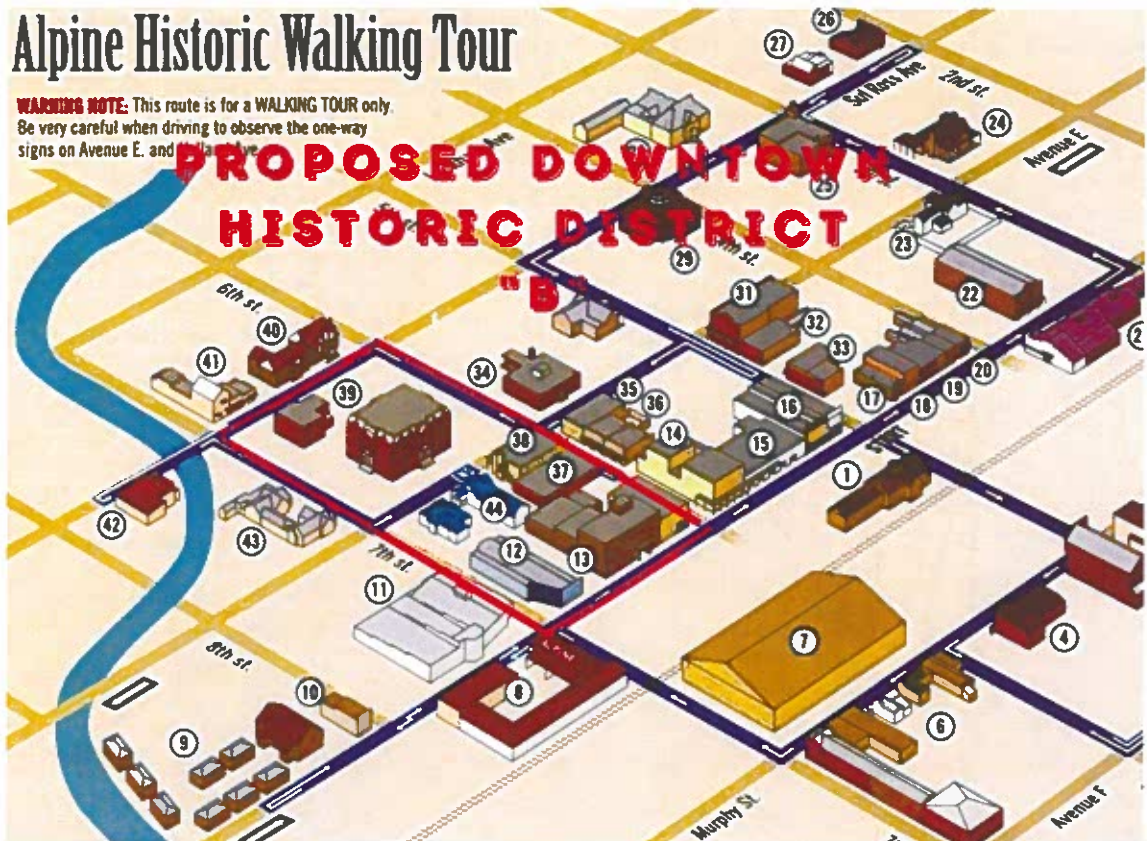 Alpine Historic Walking Tour
WARNING NOTE: This route is for a WALKING TOUR only.
Be very careful when driving to observe the one-way
signs on Avenue E. and Holland Ave.
PROPOSED DOWNTOWN
HISTORIC DISTRICT
"B"
26
27
Sul Ross Ave
2nd st.
24
Avenue E
Ave
25
23
29
22
31
32
33
6th st.
40
41
34
39
35
36
16
17
18
19
20
14
15
38
37
START
1
42
43
44
12
13
7th st.
11
7
4
8
8th st.
10
9
6
Murphy St.
Avenue F